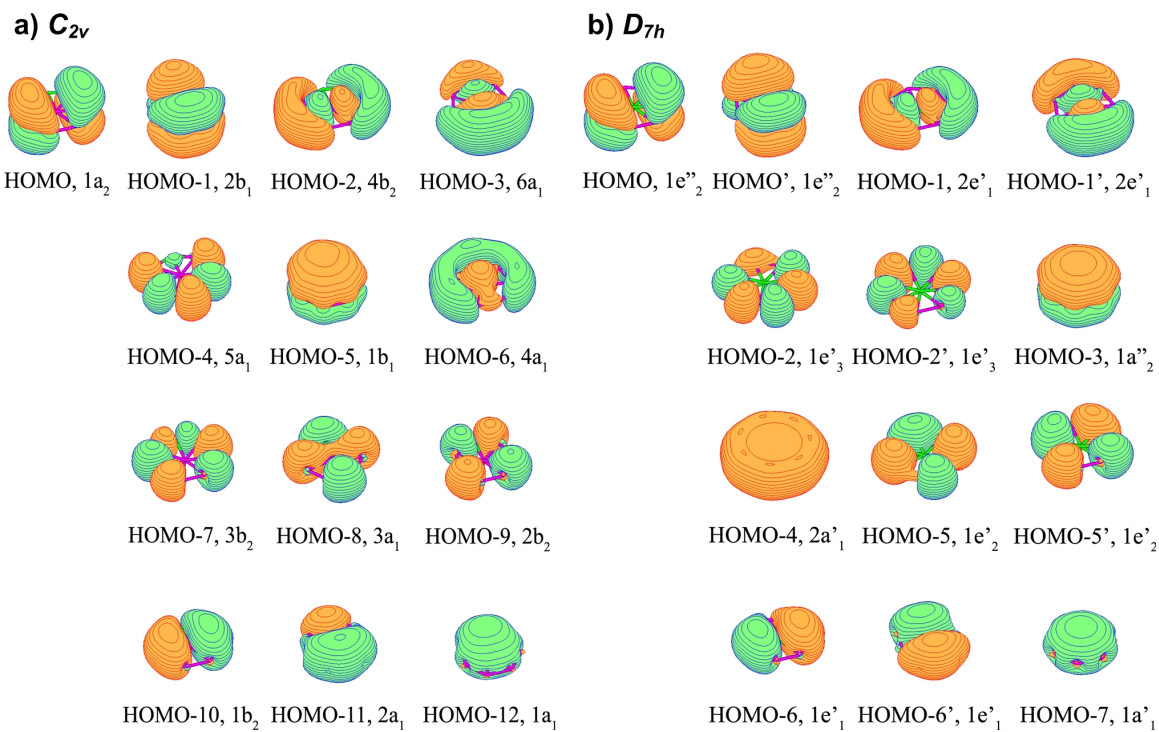 a) C₂ᵥ
HOMO, 1a₂ HOMO-1, 2b₁ HOMO-2, 4b₂ HOMO-3, 6a₁
HOMO-4, 5a₁ HOMO-5, 1b₁ HOMO-6, 4a₁
HOMO-7, 3b₂ HOMO-8, 3a₁ HOMO-9, 2b₂
HOMO-10, 1b₂ HOMO-11, 2a₁ HOMO-12, 1a₁
b) D₇ₕ
HOMO, 1e”₂ HOMO’, 1e”₂ HOMO-1, 2e’₁ HOMO-1’, 2e’₁
HOMO-2, 1e’₃ HOMO-2’, 1e’₃ HOMO-3, 1a”₂
HOMO-4, 2a’₁ HOMO-5, 1e’₂ HOMO-5’, 1e’₂
HOMO-6, 1e’₁ HOMO-6’, 1e’₁ HOMO-7, 1a’₁